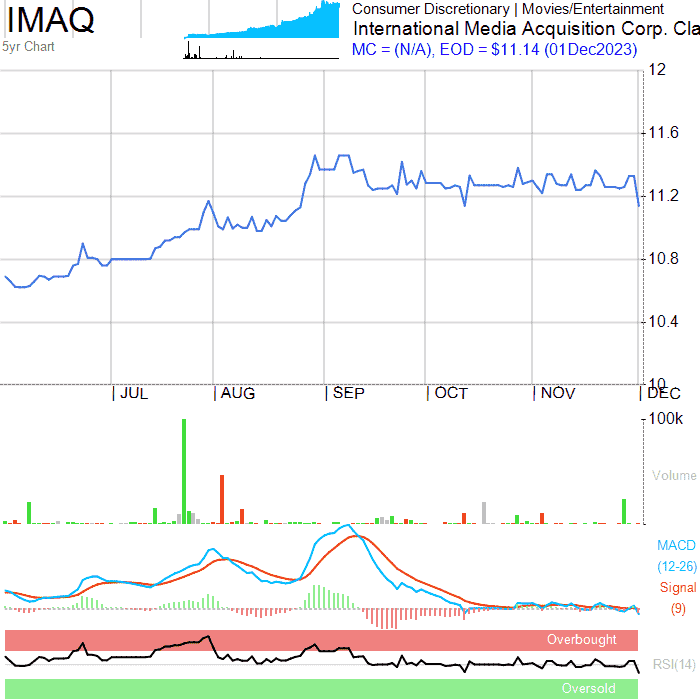 IMAQ
5yr Chart
Consumer Discretionary | Movies/Entertainment
International Media Acquisition Corp. Cla
MC = (N/A), EOD = $11.14 (01Dec2023)
12
11.6
11.2
10.8
10.4
10
| JUL | AUG | SEP | OCT | NOV | DEC
100k
Volume
MACD
(12-26)
Signal
(9)
Overbought
RSI(14)
Oversold